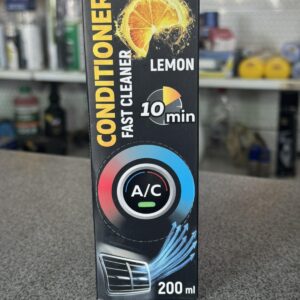 CONDITIONER
FAST CLEANER
LEMON
10 min
A/C
200 ml